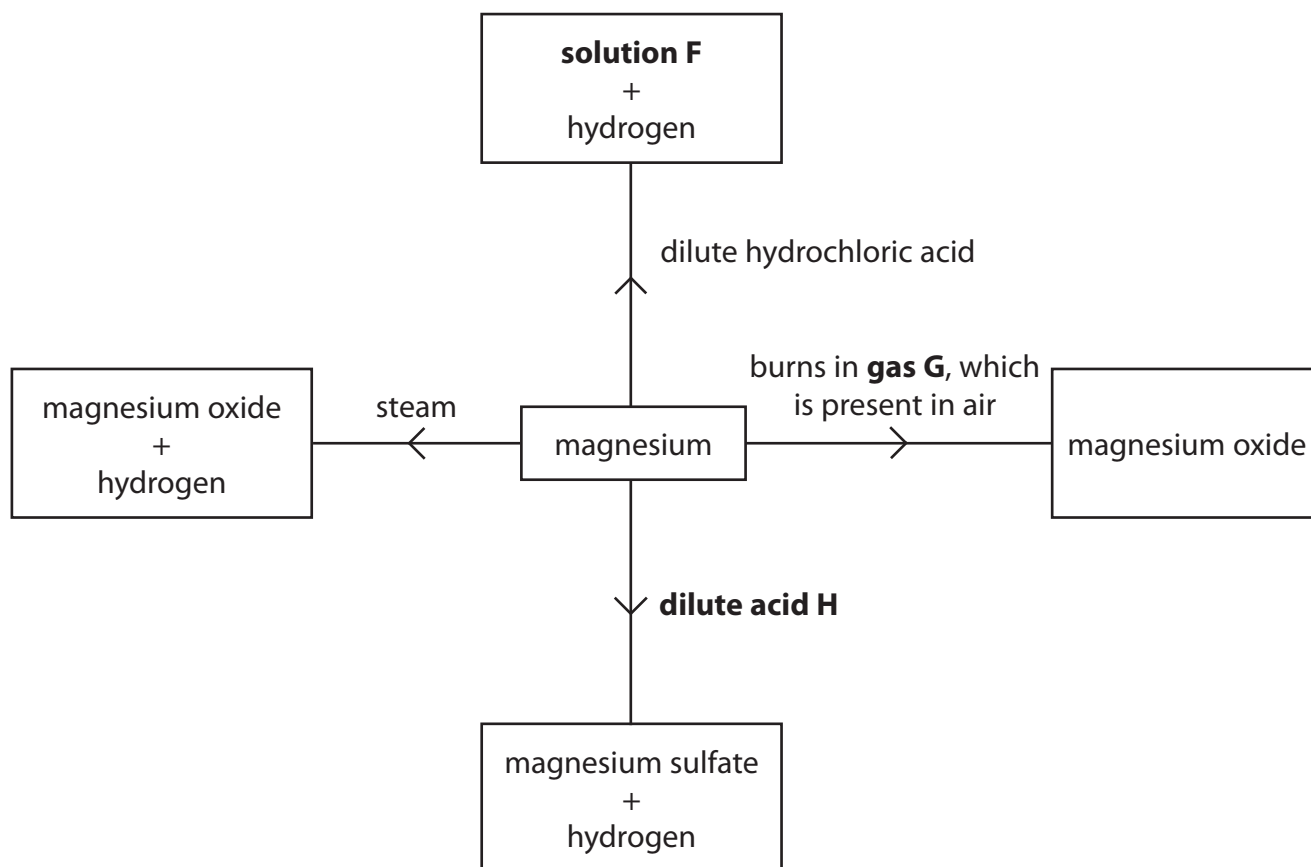 solution F
+
hydrogen
dilute hydrochloric acid
burns in gas G, which
is present in air
magnesium oxide
+
hydrogen
steam
magnesium
magnesium oxide
dilute acid H
magnesium sulfate
+
hydrogen